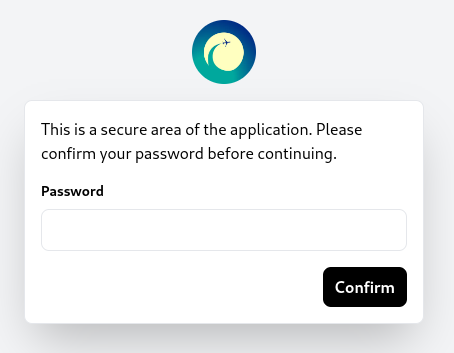 This is a secure area of the application. Please
confirm your password before continuing.
Password
Confirm